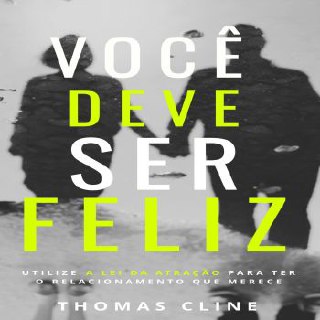 VOCÊ
DEVE
SER
FELIZ
UTILIZE A LEI DA ATRAÇÃO PARA TER
O RELACIONAMENTO QUE MERECE
THOMAS CLINE